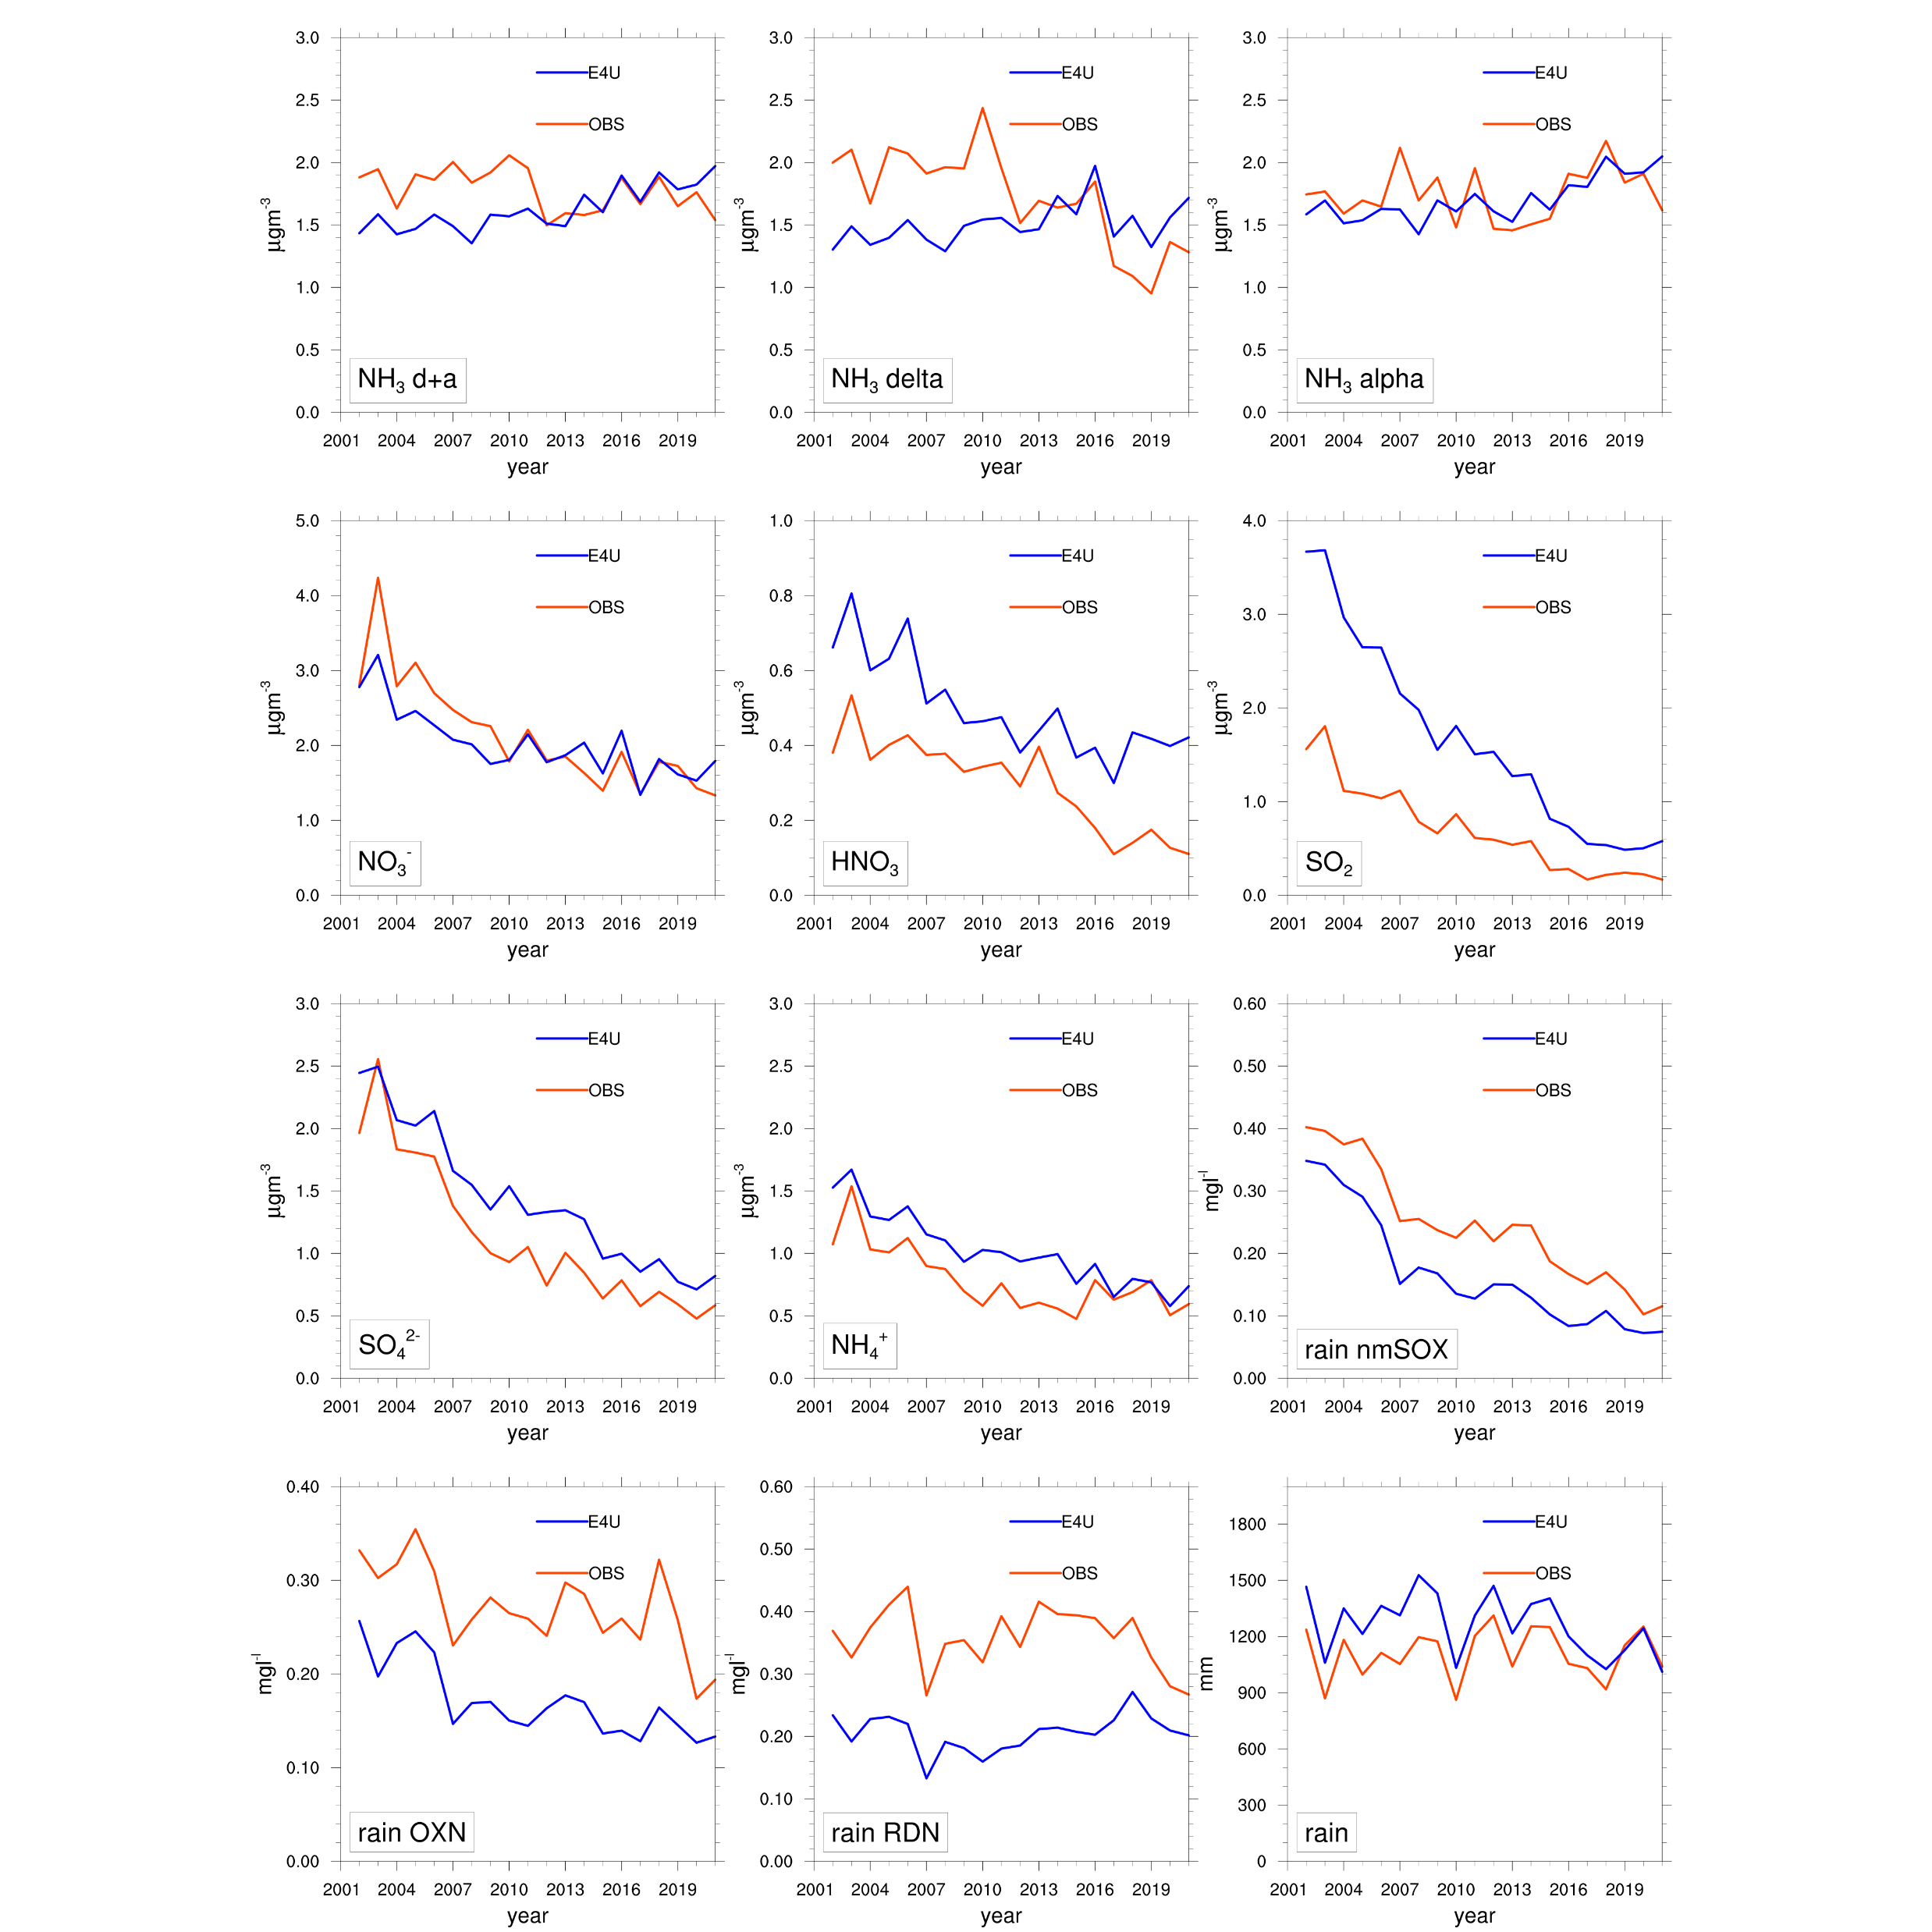 3.0
2.5
2.0
1.5
1.0
0.5
0.0
µgm-3
E4U
OBS
NH3 d+a
2001 2004 2007 2010 2013 2016 2019
year
3.0
2.5
2.0
1.5
1.0
0.5
0.0
µgm-3
E4U
OBS
NH3 delta
2001 2004 2007 2010 2013 2016 2019
year
3.0
2.5
2.0
1.5
1.0
0.5
0.0
µgm-3
E4U
OBS
NH3 alpha
2001 2004 2007 2010 2013 2016 2019
year
5.0
4.0
3.0
2.0
1.0
0.0
µgm-3
E4U
OBS
NO3-
2001 2004 2007 2010 2013 2016 2019
year
1.0
0.8
0.6
0.4
0.2
0.0
µgm-3
E4U
OBS
HNO3
2001 2004 2007 2010 2013 2016 2019
year
4.0
3.0
2.0
1.0
0.0
µgm-3
E4U
OBS
SO2
2001 2004 2007 2010 2013 2016 2019
year
3.0
2.5
2.0
1.5
1.0
0.5
0.0
µgm-3
E4U
OBS
SO42-
2001 2004 2007 2010 2013 2016 2019
year
3.0
2.5
2.0
1.5
1.0
0.5
0.0
µgm-3
E4U
OBS
NH4+
2001 2004 2007 2010 2013 2016 2019
year
0.60
0.50
0.40
0.30
0.20
0.10
0.00
mgl-l
E4U
OBS
rain nmSOX
2001 2004 2007 2010 2013 2016 2019
year
0.40
0.30
0.20
0.10
0.00
mgl-l
E4U
OBS
rain OXN
2001 2004 2007 2010 2013 2016 2019
year
0.60
0.50
0.40
0.30
0.20
0.10
0.00
mgl-l
E4U
OBS
rain RDN
2001 2004 2007 2010 2013 2016 2019
year
1800
1500
1200
900
600
300
0
mm
E4U
OBS
rain
2001 2004 2007 2010 2013 2016 2019
year